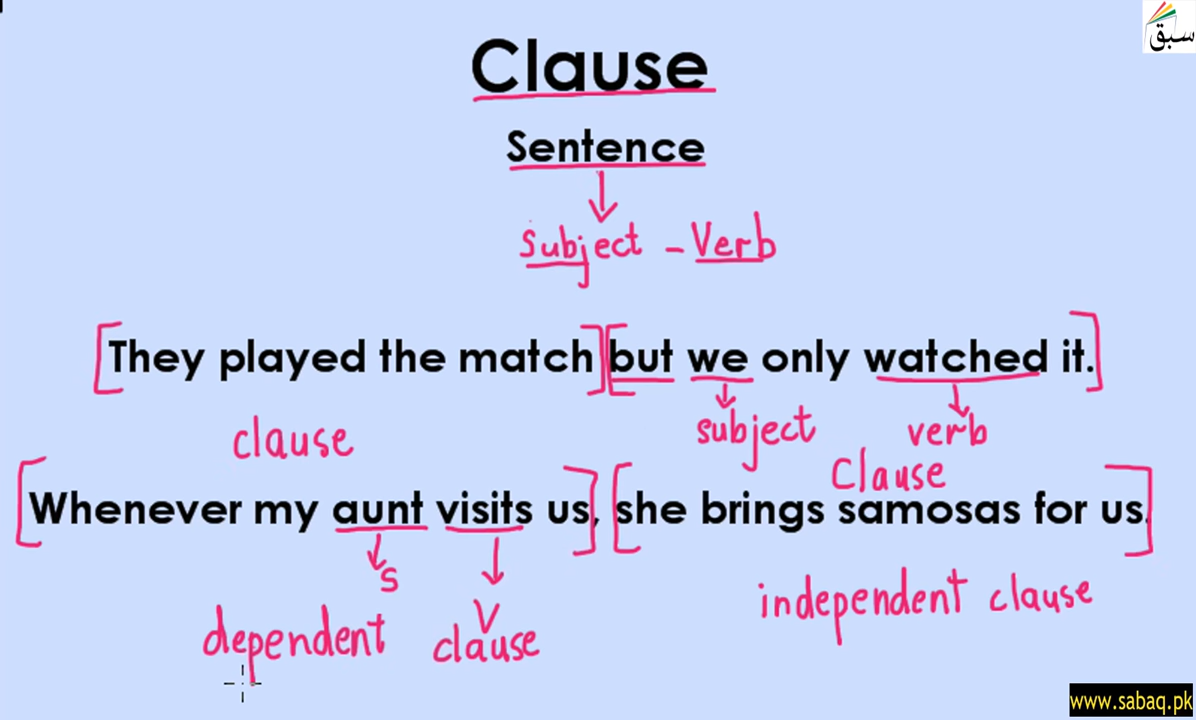 سبق
Clause
Sentence
Subject - Verb
[They played the match] [but we only watched it.]
subject verb
clause Clause
[Whenever my aunt visits us], [she brings samosas for us.]
s
V
independent clause
dependent clause
www.sabaq.pk